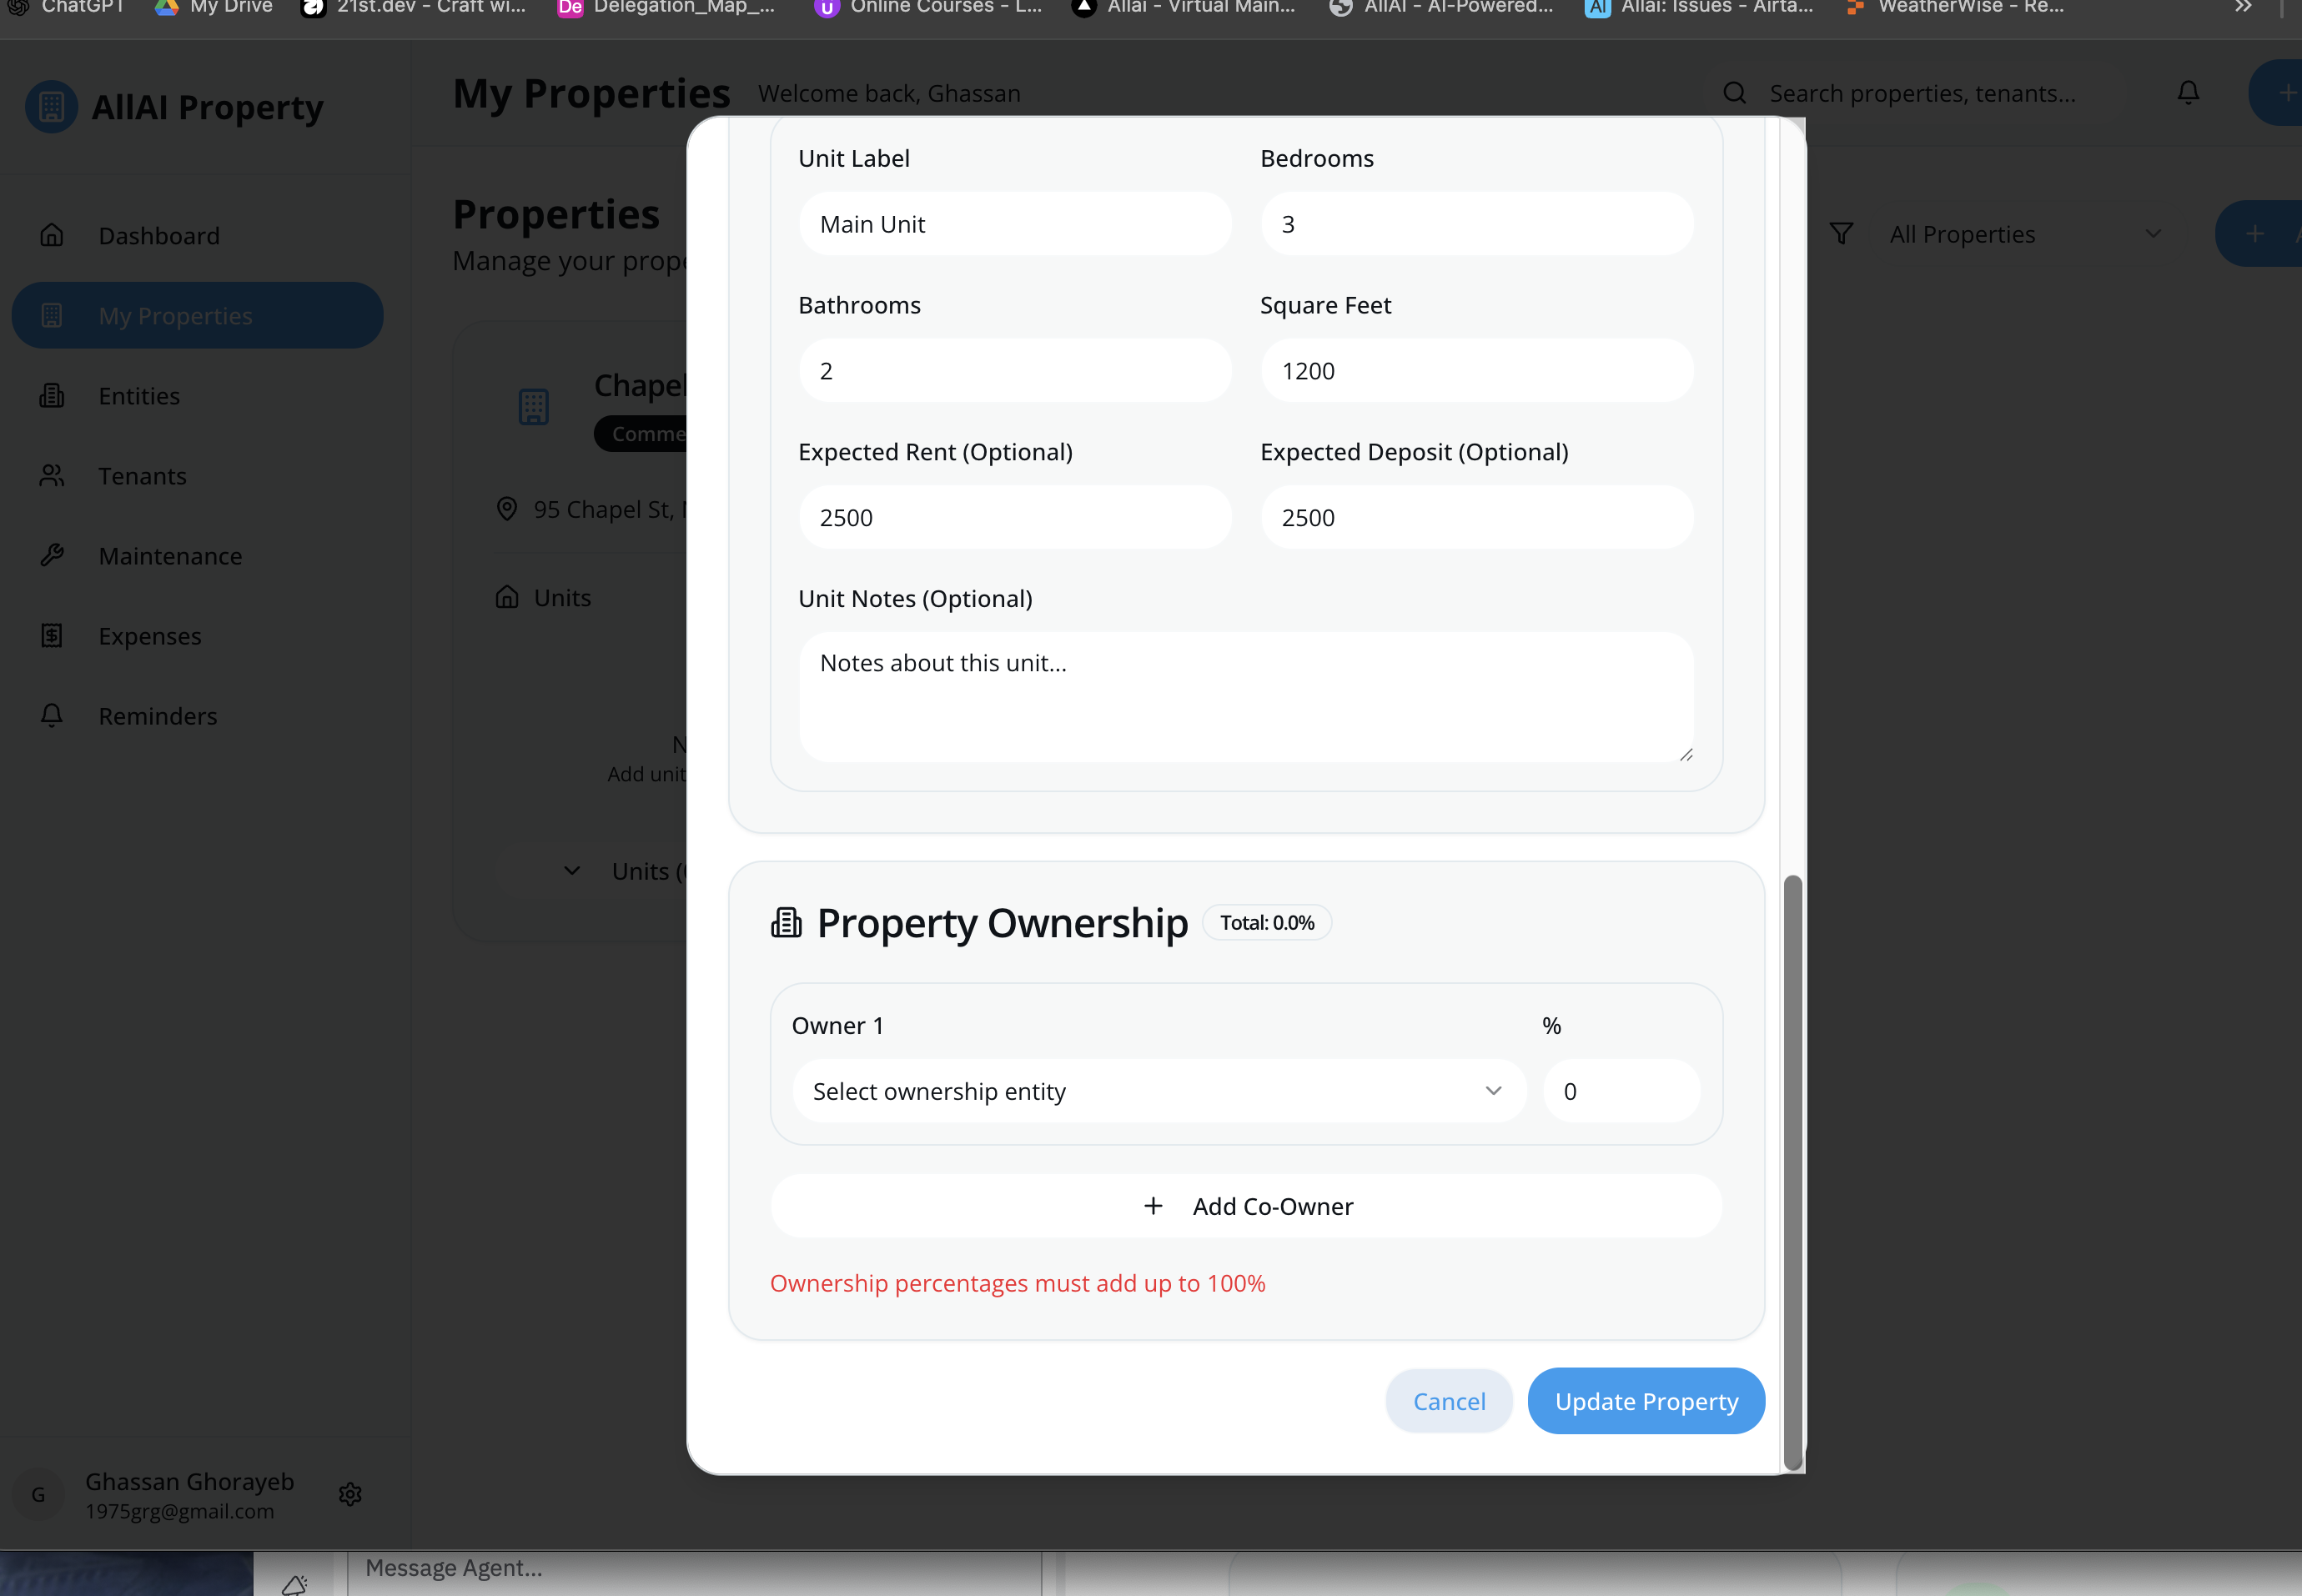 ChatGPT My Drive 21st.dev - Craft wi... De Delegation_Map_... U Online Courses - L... Allai - Virtual Main... AllAI - AI-Powered... AI Allai: Issues - Airta... WeatherWise - Re...
AllAI Property
My Properties Welcome back, Ghassan Search properties, tenants...
Dashboard
My Properties
Entities
Tenants
Maintenance
Expenses
Reminders
Ghassan Ghorayeb
G
1975grg@gmail.com
Properties
Manage your prope
All Properties
Chapel
Comme
95 Chapel St,
Units
N
Add unit
Units (
Unit Label Bedrooms
Main Unit 3
Bathrooms Square Feet
2 1200
Expected Rent (Optional) Expected Deposit (Optional)
2500 2500
Unit Notes (Optional)
Notes about this unit...
Property Ownership Total: 0.0%
Owner 1 %
Select ownership entity 0
+ Add Co-Owner
Ownership percentages must add up to 100%
Cancel Update Property
Message Agent...